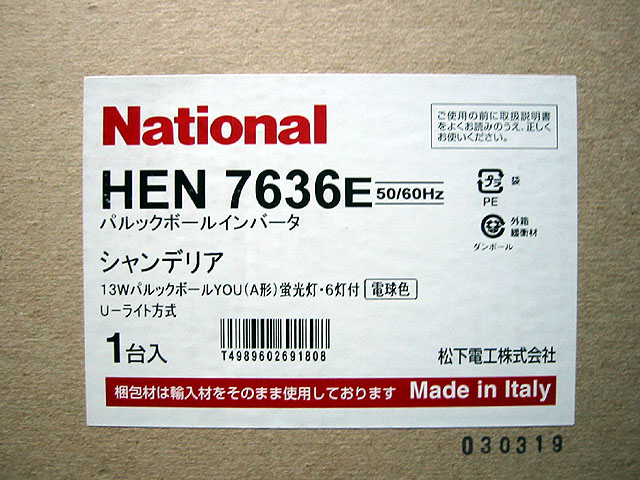 National
ご使用の前に取扱説明書
をよくお読みのうえ、正しく
お使いください。
HEN 7636E 50/60Hz
パルックボールインバータ
プラ 袋
PE
外箱
緩衝材
ダンボール
シャンデリア
13WパルックボールYOU(A形)蛍光灯・6灯付 電球色
U-ライト方式
1台入
T4989602691808
松下電工株式会社
梱包材は輸入材をそのまま使用しております Made in Italy
030319